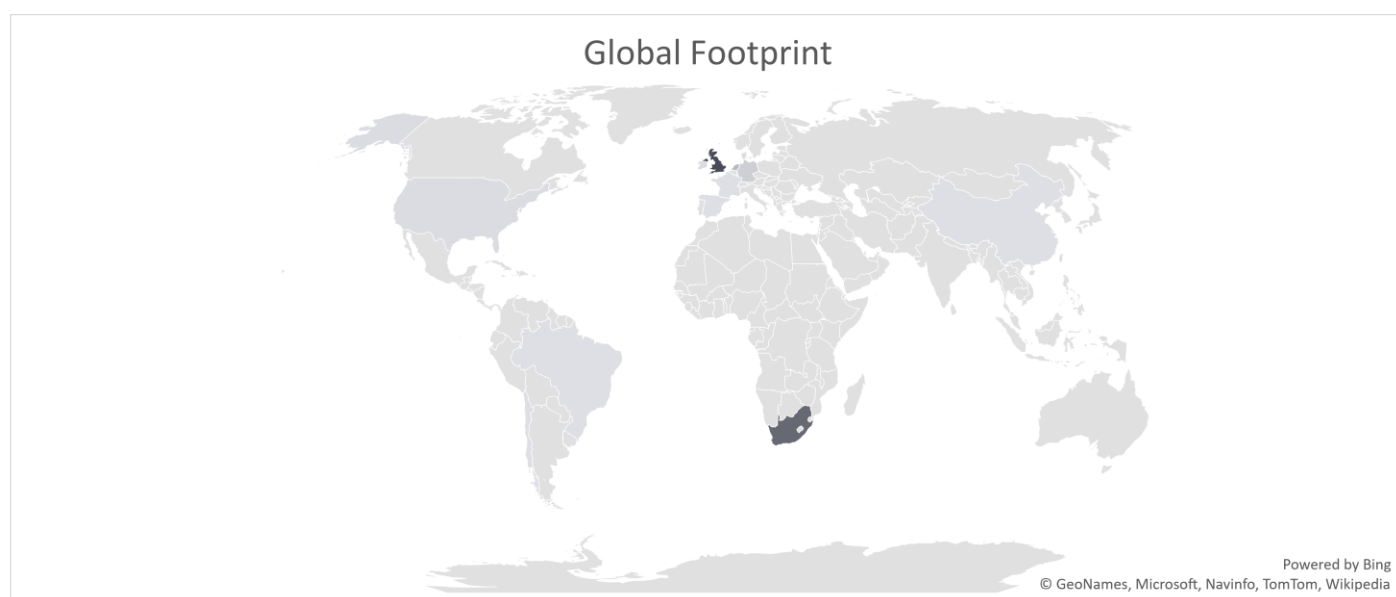 Global Footprint
Powered by Bing
© GeoNames, Microsoft, Navinfo, TomTom, Wikipedia